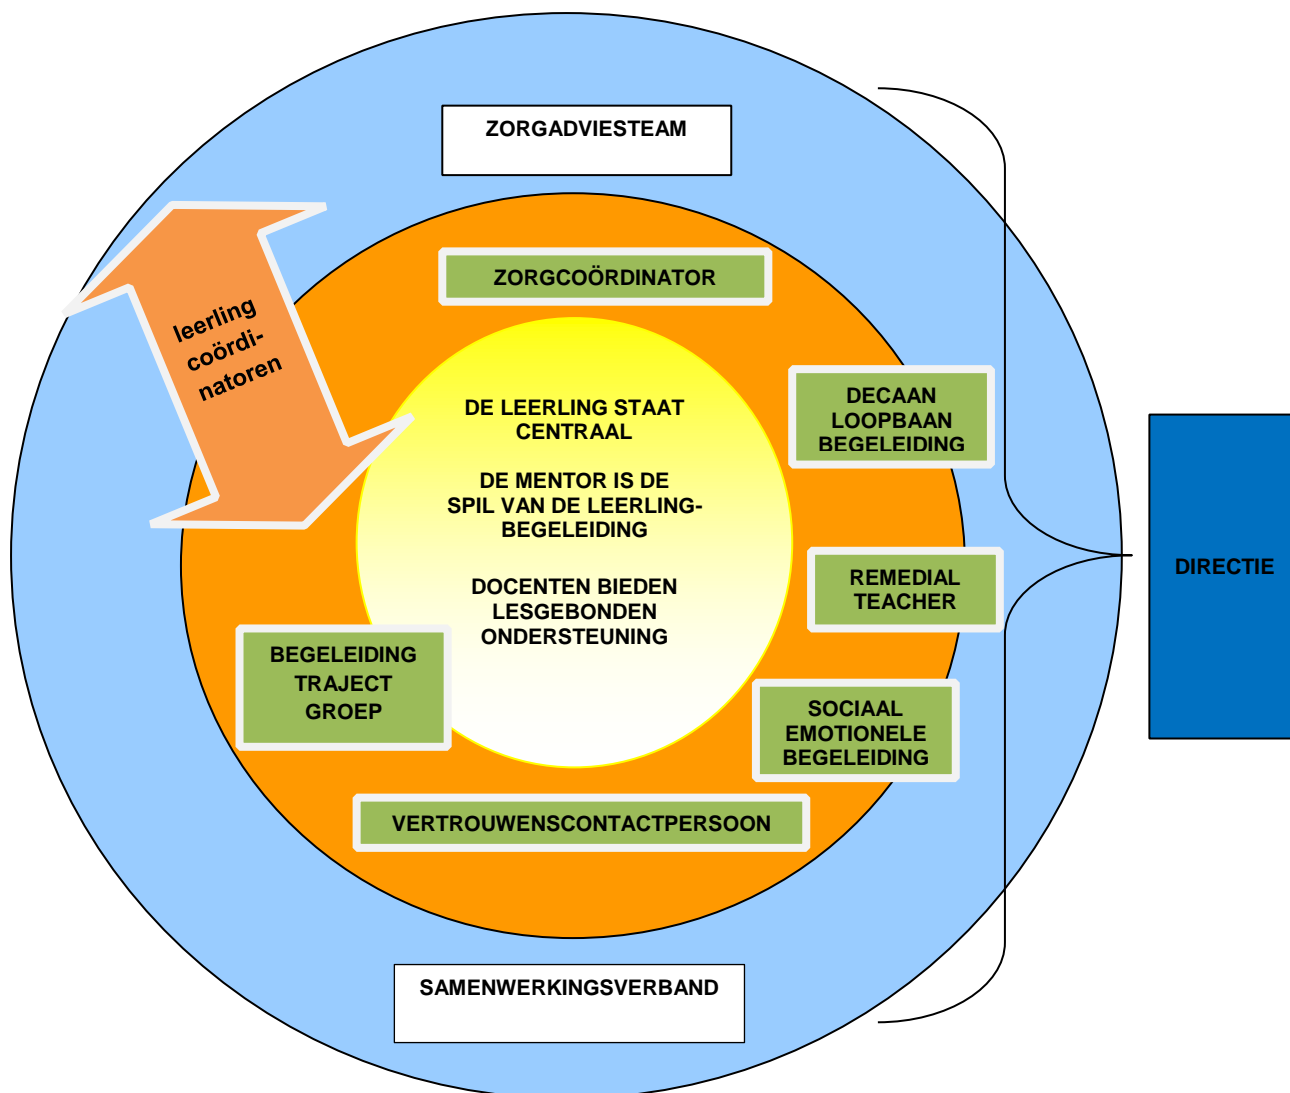 ZORGADVIESTEAM
ZORGCOÖRDINATOR
leerling
coördi-
natoren
DE LEERLING STAAT
CENTRAAL
DE MENTOR IS DE
SPIL VAN DE LEERLING-
BEGELEIDING
DOCENTEN BIEDEN
LESGEBONDEN
ONDERSTEUNING
DECAAN
LOOPBAAN
BEGELEIDING
REMEDIAL
TEACHER
DIRECTIE
BEGELEIDING
TRAJECT
GROEP
SOCIAAL
EMOTIONELE
BEGELEIDING
VERTROUWENSCONTACTPERSOON
SAMENWERKINGSVERBAND